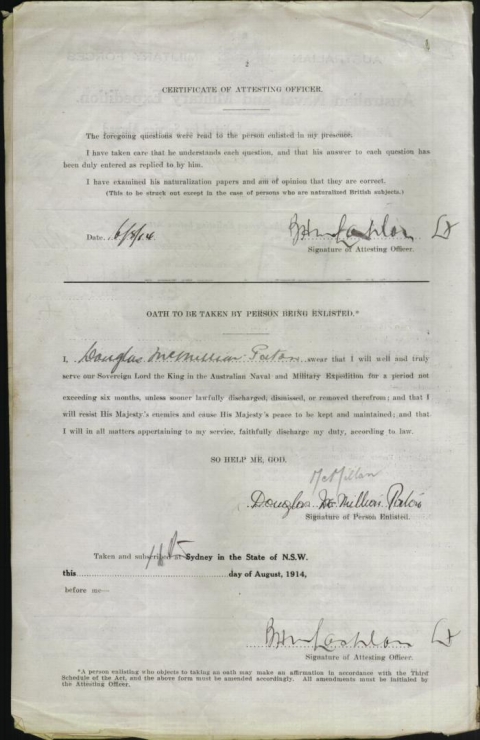 2
CERTIFICATE OF ATTESTING OFFICER.
The foregoing questions were read to the person enlisted in my presence.
I have taken care that he understands each question, and that his answer to each question has
been duly entered as replied to by him.
I have examined his naturalization papers and am of opinion that they are correct.
(This to be struck out except in the case of persons who are naturalized British subjects.)
Date
Lt
Signature of Attesting Officer.
OATH TO BE TAKEN BY PERSON BEING ENLISTED.*
I, Douglas McMillan Paton swear that I will well and truly
serve our Sovereign Lord the King in the Australian Naval and Military Expedition for a period not
exceeding six months, unless sooner lawfully discharged, dismissed, or removed therefrom; and that I
will resist His Majesty's enemies and cause His Majesty's peace to be kept and maintained; and that
I will in all matters appertaining to my service, faithfully discharge my duty, according to law.
SO HELP ME, GOD.
McMillan
Douglas McMillan Paton
Signature of Person Enlisted.
Taken and subscribed at Sydney in the State of N.S.W.
this day of August, 1914,
before me—
Lt
Signature of Attesting Officer.
*A person enlisting who objects to taking an oath may make an affirmation in accordance with the Third
Schedule of the Act, and the above form must be amended accordingly. All amendments must be initialed by
the Attesting Officer.